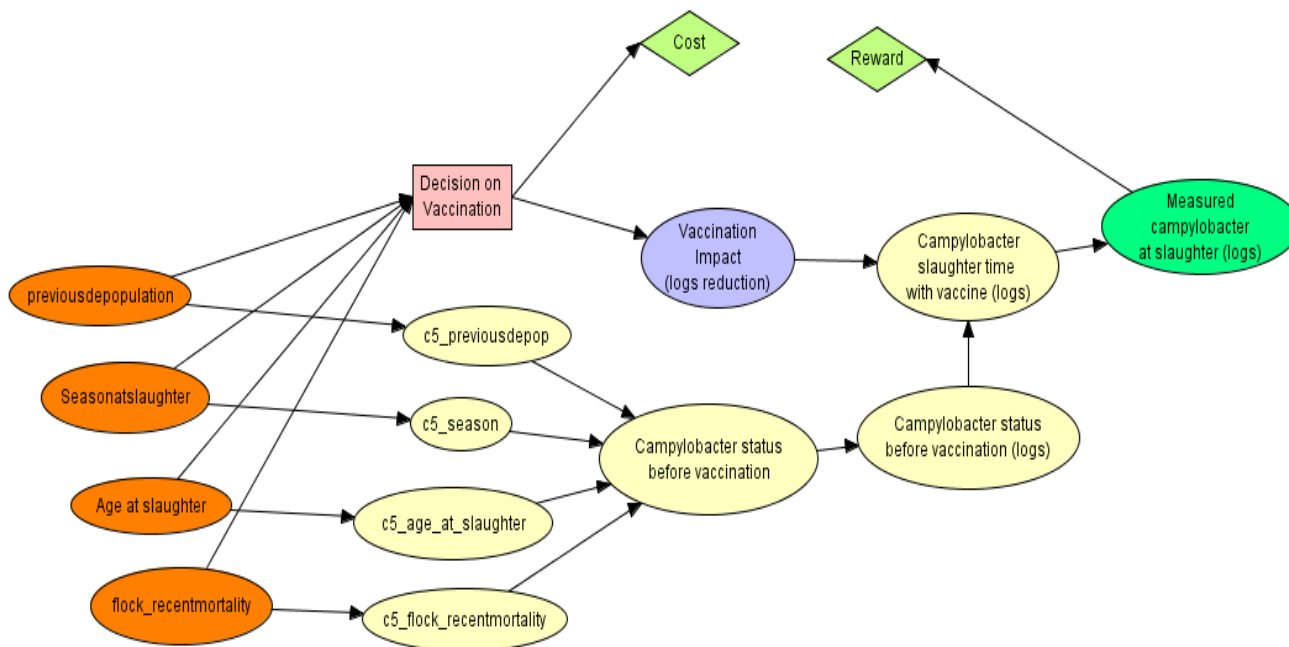 Cost
Reward
Decision on
Vaccination
Measured
campylobacter
at slaughter (logs)
Vaccination
Impact
(logs reduction)
Campylobacter
slaughter time
with vaccine (logs)
previousdepopulation
c5_previousdepop
Seasonatslaughter
c5_season
Campylobacter status
before vaccination
Campylobacter status
before vaccination (logs)
Age at slaughter
c5_age_at_slaughter
flock_recentmortality
c5_flock_recentmortality